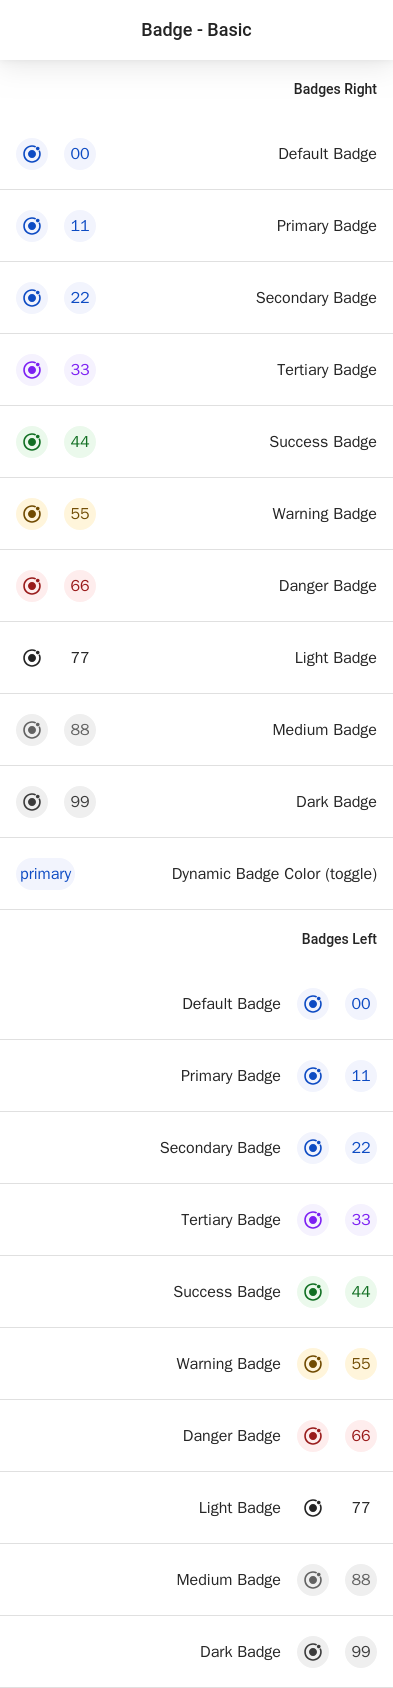 Badge - Basic
Badges Right
00 Default Badge
11 Primary Badge
22 Secondary Badge
33 Tertiary Badge
44 Success Badge
55 Warning Badge
66 Danger Badge
77 Light Badge
88 Medium Badge
99 Dark Badge
primary Dynamic Badge Color (toggle)
Badges Left
Default Badge 00
Primary Badge 11
Secondary Badge 22
Tertiary Badge 33
Success Badge 44
Warning Badge 55
Danger Badge 66
Light Badge 77
Medium Badge 88
Dark Badge 99